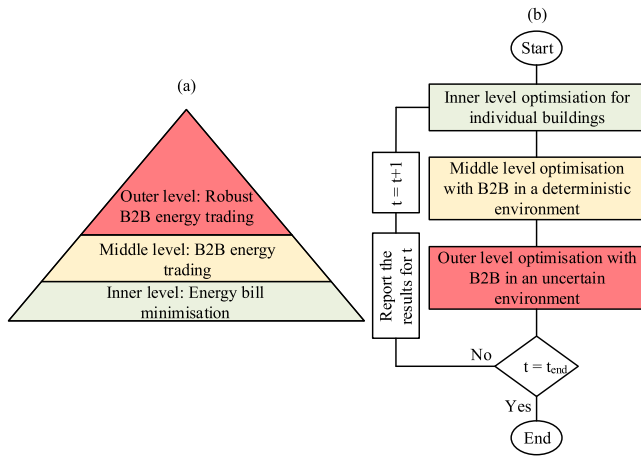 (a)
Outer level: Robust
B2B energy trading
Middle level: B2B energy
trading
Inner level: Energy bill
minimisation
(b)
Start
Inner level optimsiation for
individual buildings
Middle level optimisation
with B2B in a deterministic
environment
Outer level optimisation with
B2B in an uncertain
environment
t = tend
No
Report the
results for t
t = t+1
Yes
End